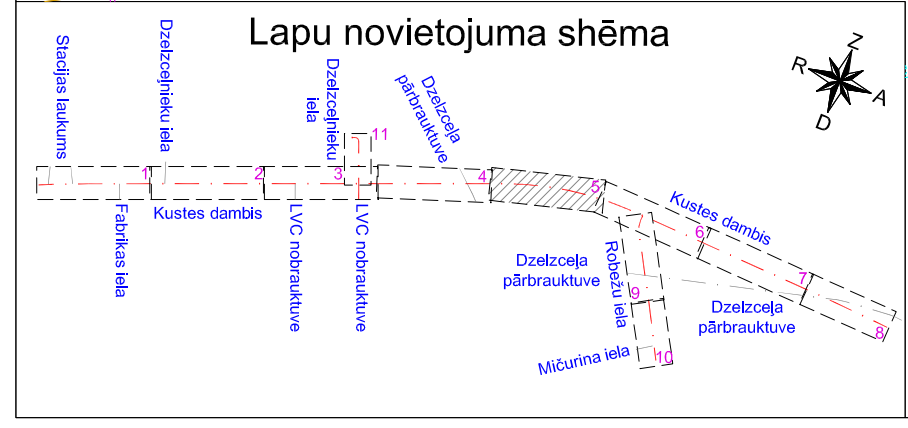 Lapu novietojuma shēma
Stacijas laukums
Dzelzceļnieku iela
Dzelzceļnieku
iela
Dzelzceļa
pārbrauktuve
Z
R
A
D
11
1
2
3
4
5
Fabrikas iela
Kustes dambis
LVC nobrauktuve
LVC nobrauktuve
Kustes dambis
6
7
8
Dzelzceļa
pārbrauktuve
Robežu iela
9
Dzelzceļa
pārbrauktuve
Mičurina iela
10